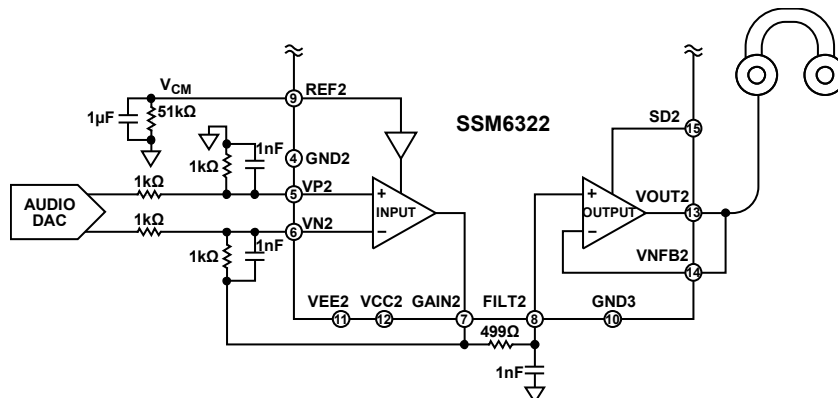 VCM
9
REF2
1µF
51kΩ
SSM6322
1nF
1kΩ
4
GND2
SD2
15
AUDIO
DAC
1kΩ
5
VP2
+
INPUT
−
+
OUTPUT
−
VOUT2
13
1kΩ
6
VN2
1kΩ
1nF
VNFB2
14
VEE2
VCC2
GAIN2
FILT2
GND3
11
12
7
8
10
499Ω
1nF